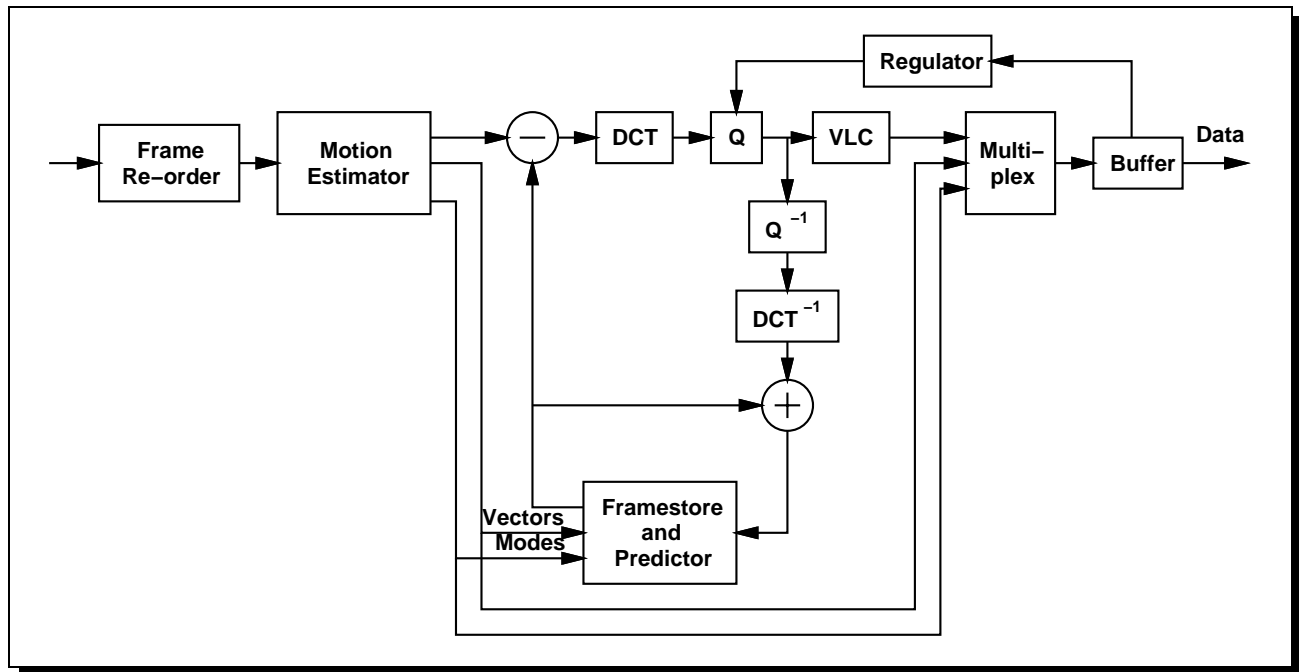 Regulator
Frame
Re–order
Motion
Estimator
−
DCT
Q
VLC
Multi–
plex
Buffer
Data
Q –1
DCT –1
+
Framestore
and
Predictor
Vectors
Modes